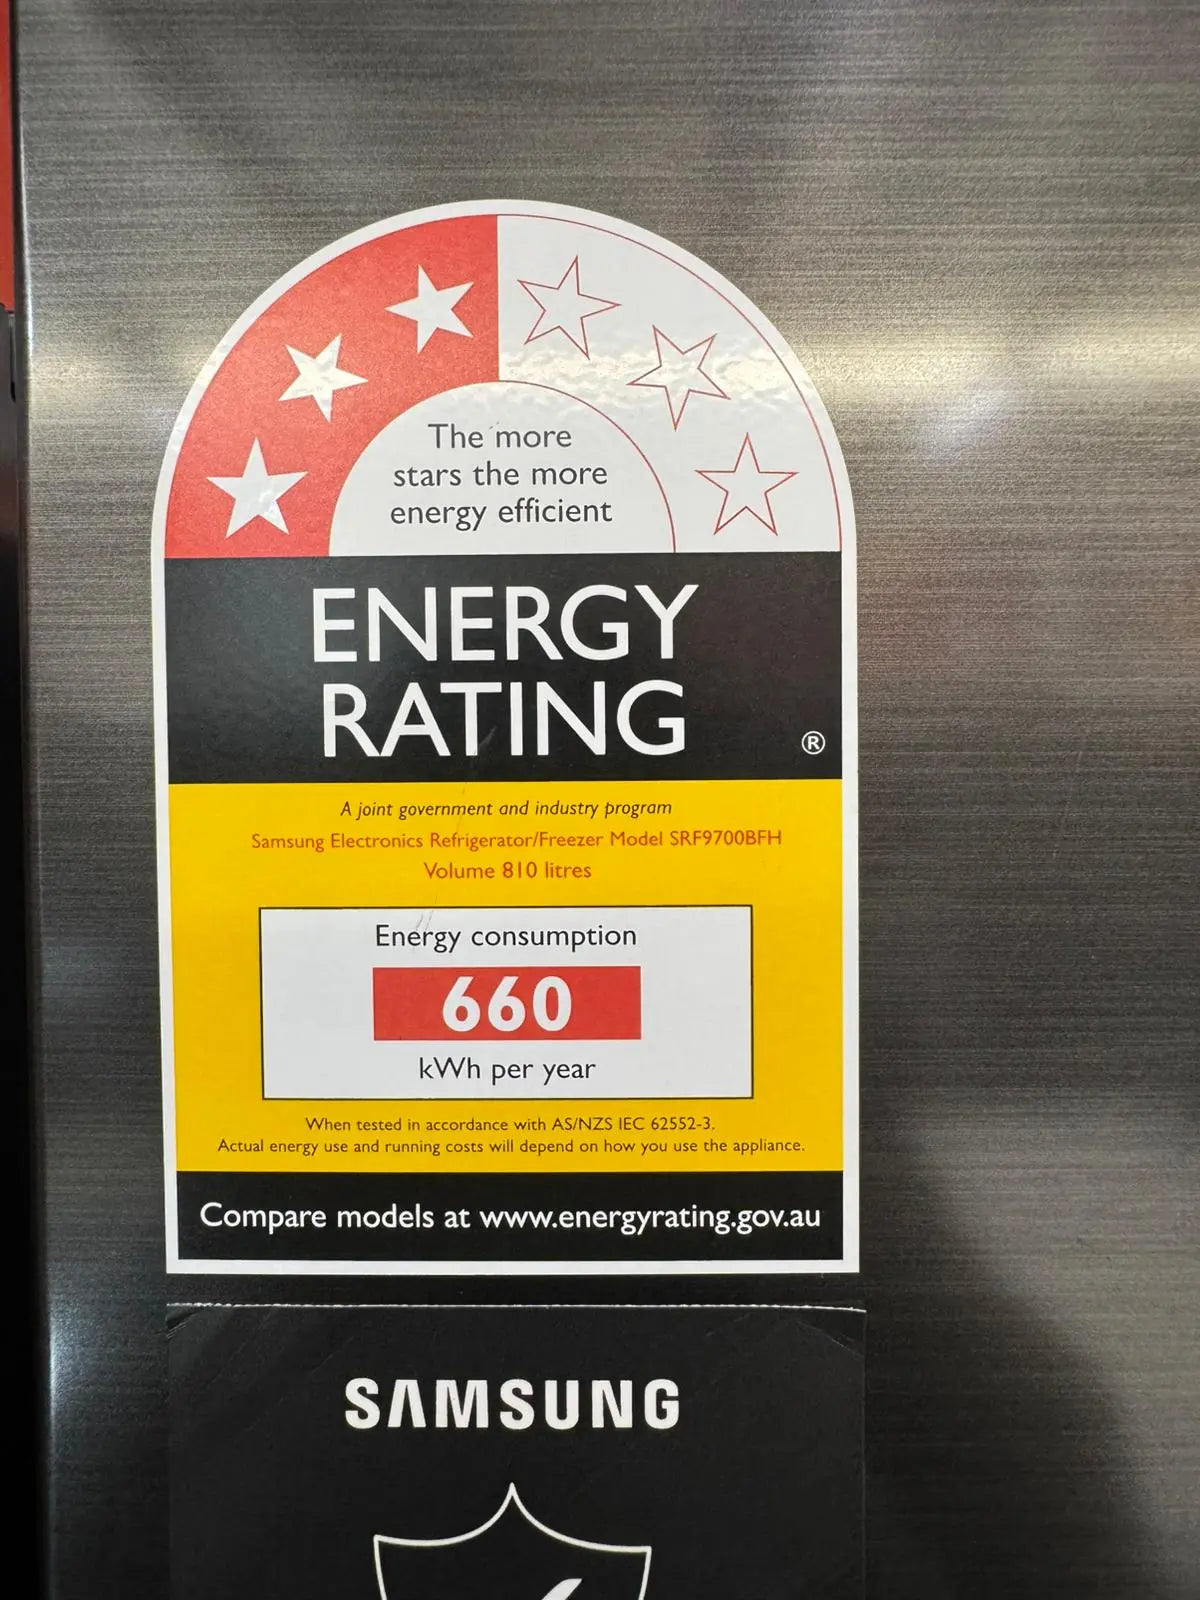 The more
stars the more
energy efficient
ENERGY
RATING
®
A joint government and industry program
Samsung Electronics Refrigerator/Freezer Model SRF9700BFH
Volume 810 litres
Energy consumption
660
kWh per year
When tested in accordance with AS/NZS IEC 62552-3.
Actual energy use and running costs will depend on how you use the appliance.
Compare models at www.energyrating.gov.au
SAMSUNG